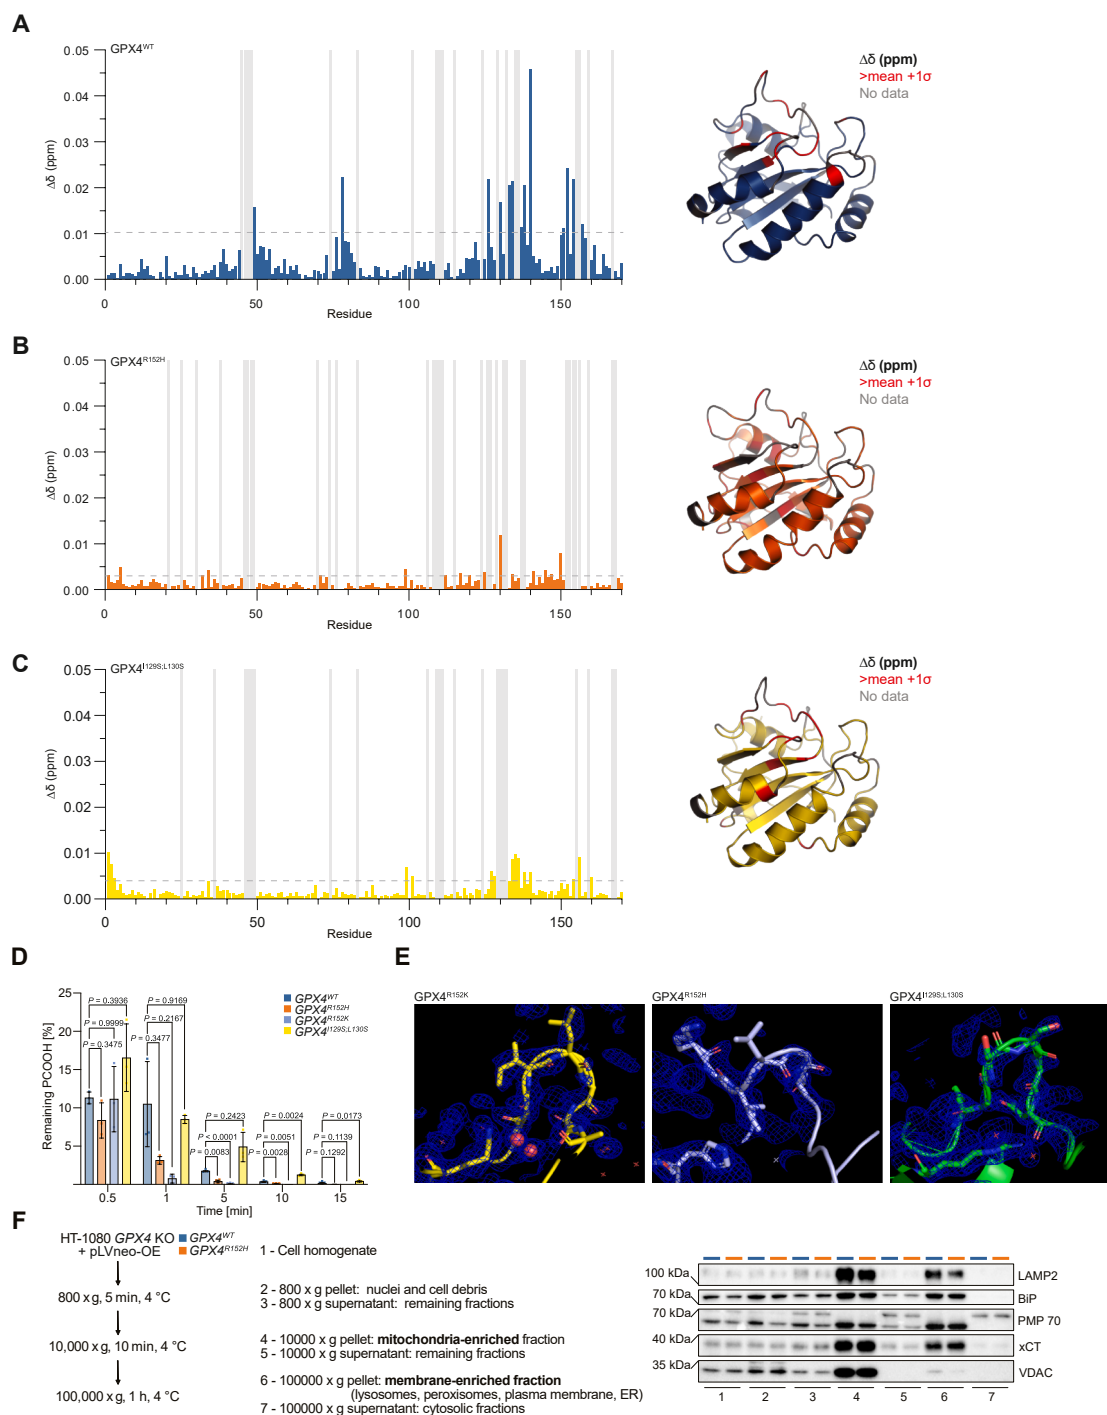 A
GPX4WT
0.05
0.04
0.03
0.02
0.01
0.00
Δδ (ppm)
0
50
100
150
Residue
Δδ (ppm)
>mean +1σ
No data
B
GPX4R152H
0.05
0.04
0.03
0.02
0.01
0.00
Δδ (ppm)
0
50
100
150
Residue
Δδ (ppm)
>mean +1σ
No data
C
GPX4I129S;L130S
0.05
0.04
0.03
0.02
0.01
0.00
Δδ (ppm)
0
50
100
150
Residue
Δδ (ppm)
>mean +1σ
No data
D
Remaining PCOOH [%]
25
20
15
10
5
P = 0.3936
P = 0.9999
P = 0.3475
P = 0.9169
P = 0.2167
P = 0.3477
P = 0.2423
P < 0.0001
P = 0.0083
P = 0.0024
P = 0.0051
P = 0.0028
P = 0.0173
P = 0.1139
P = 0.1292
GPX4WT
GPX4R152H
GPX4R152K
GPX4I129S;L130S
0.5
1
5
10
15
Time [min]
E
GPX4R152K
GPX4R152H
GPX4I129S;L130S
F
HT-1080 GPX4 KO
+ pLVneo-OE
GPX4WT
GPX4R152H
800 x g, 5 min, 4 °C
10,000 x g, 10 min, 4 °C
100,000 x g, 1 h, 4 °C
1 - Cell homogenate
2 - 800 x g pellet: nuclei and cell debris
3 - 800 x g supernatant: remaining fractions
4 - 10000 x g pellet: mitochondria-enriched fraction
5 - 10000 x g supernatant: remaining fractions
6 - 100000 x g pellet: membrane-enriched fraction
(lysosomes, peroxisomes, plasma membrane, ER)
7 - 100000 x g supernatant: cytosolic fractions
100 kDa
LAMP2
70 kDa
BiP
70 kDa
PMP 70
40 kDa
xCT
35 kDa
VDAC
1
2
3
4
5
6
7